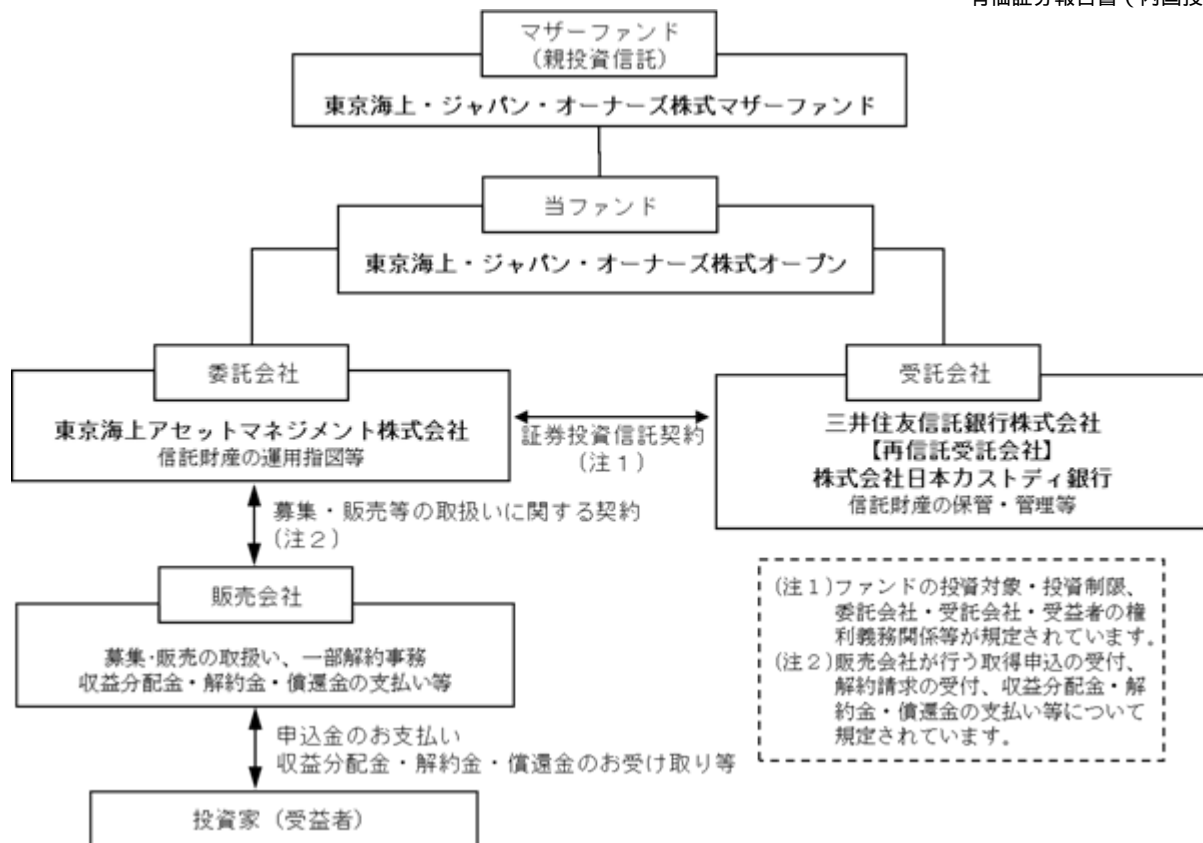 マザーファンド
(親投資信託)
東京海上・ジャパン・オーナーズ株式マザーファンド
当ファンド
東京海上・ジャパン・オーナーズ株式オープン
委託会社
東京海上アセットマネジメント株式会社
信託財産の運用指図等
証券投資信託契約
(注1)
受託会社
三井住友信託銀行株式会社
【再信託受託会社】
株式会社日本カストディ銀行
信託財産の保管・管理等
募集・販売等の取扱いに関する契約
(注2)
販売会社
募集・販売の取扱い、一部解約事務
収益分配金・解約金・償還金の支払い等
申込金のお支払い
収益分配金・解約金・償還金のお受け取り等
投資家(受益者)
(注1)ファンドの投資対象・投資制限、
委託会社・受託会社・受益者の権
利義務関係等が規定されています。
(注2)販売会社が行う取得申込の受付、
解約請求の受付、収益分配金・解
約金・償還金の支払い等について
規定されています。